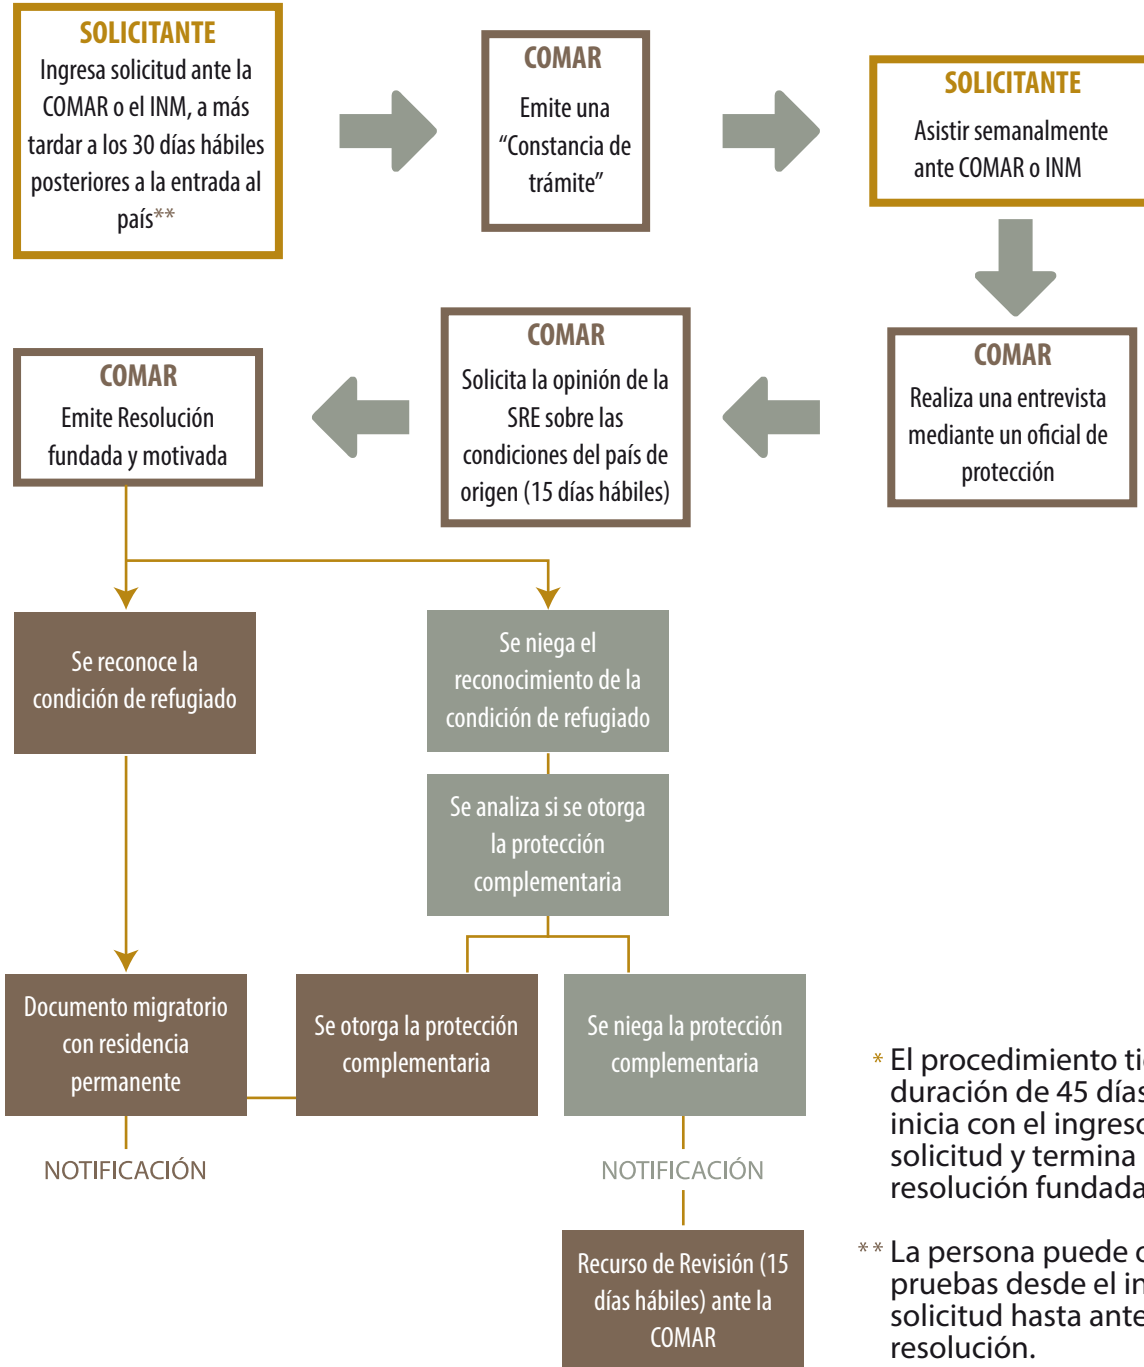 SOLICITANTE
Ingresa solicitud ante la
COMAR o el INM, a más
tardar a los 30 días hábiles
posteriores a la entrada al
país**
COMAR
Emite una
“Constancia de
trámite”
SOLICITANTE
Asistir semanalmente
ante COMAR o INM
COMAR
Realiza una entrevista
mediante un oficial de
protección
COMAR
Solicita la opinión de la
SRE sobre las
condiciones del país de
origen (15 días hábiles)
COMAR
Emite Resolución
fundada y motivada
Se reconoce la
condición de refugiado
Se niega el
reconocimiento de la
condición de refugiado
Se analiza si se otorga
la protección
complementaria
Documento migratorio
con residencia
permanente
Se otorga la protección
complementaria
Se niega la protección
complementaria
NOTIFICACIÓN
NOTIFICACIÓN
Recurso de Revisión (15
días hábiles) ante la
COMAR
* El procedimiento
duración de 45 días
inicia con el ingreso
solicitud y termina
resolución fundada
** La persona puede
pruebas desde el
solicitud hasta
resolución.